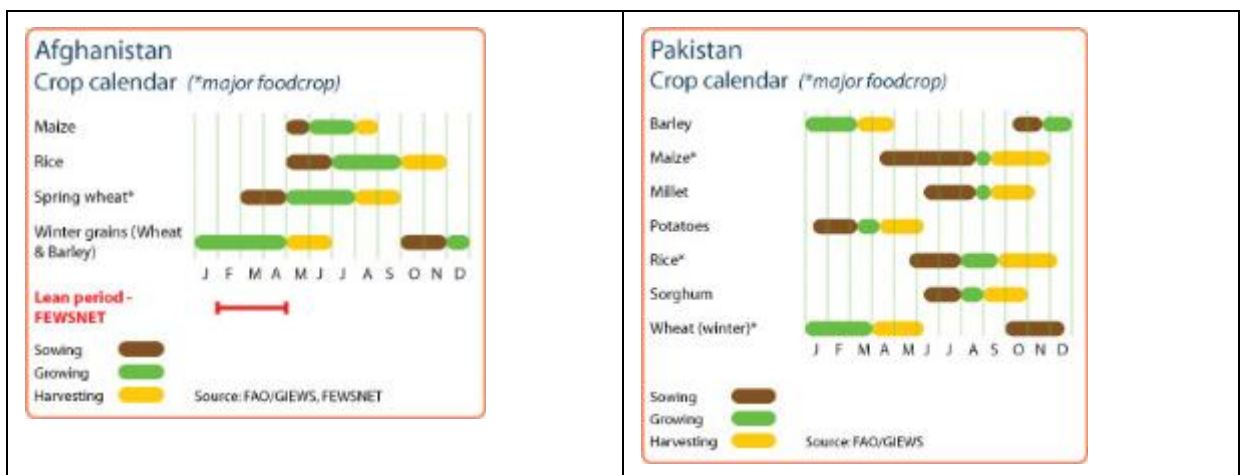 Afghanistan
Crop calendar (*major foodcrop)
Maize
Rice
Spring wheat*
Winter grains (Wheat
& Barley)
J F M A M J J A S O N D
Lean period -
FEWSNET
Sowing
Growing
Harvesting
Source: FAO/GIEWS, FEWSNET
Pakistan
Crop calendar (*major foodcrop)
Barley
Maize*
Millet
Potatoes
Rice*
Sorghum
Wheat (winter)*
J F M A M J J A S O N D
Sowing
Growing
Harvesting
Source: FAO/GIEWS